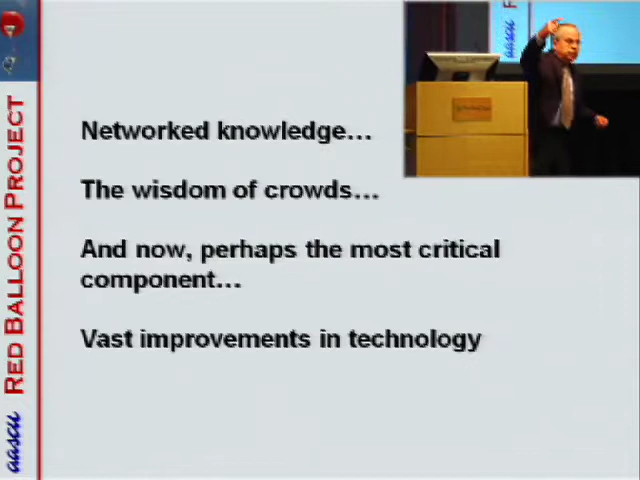 Networked knowledge…
The wisdom of crowds…
And now, perhaps the most critical
component…
Vast improvements in technology
RED BALLOON PROJECT
aascu
aascu